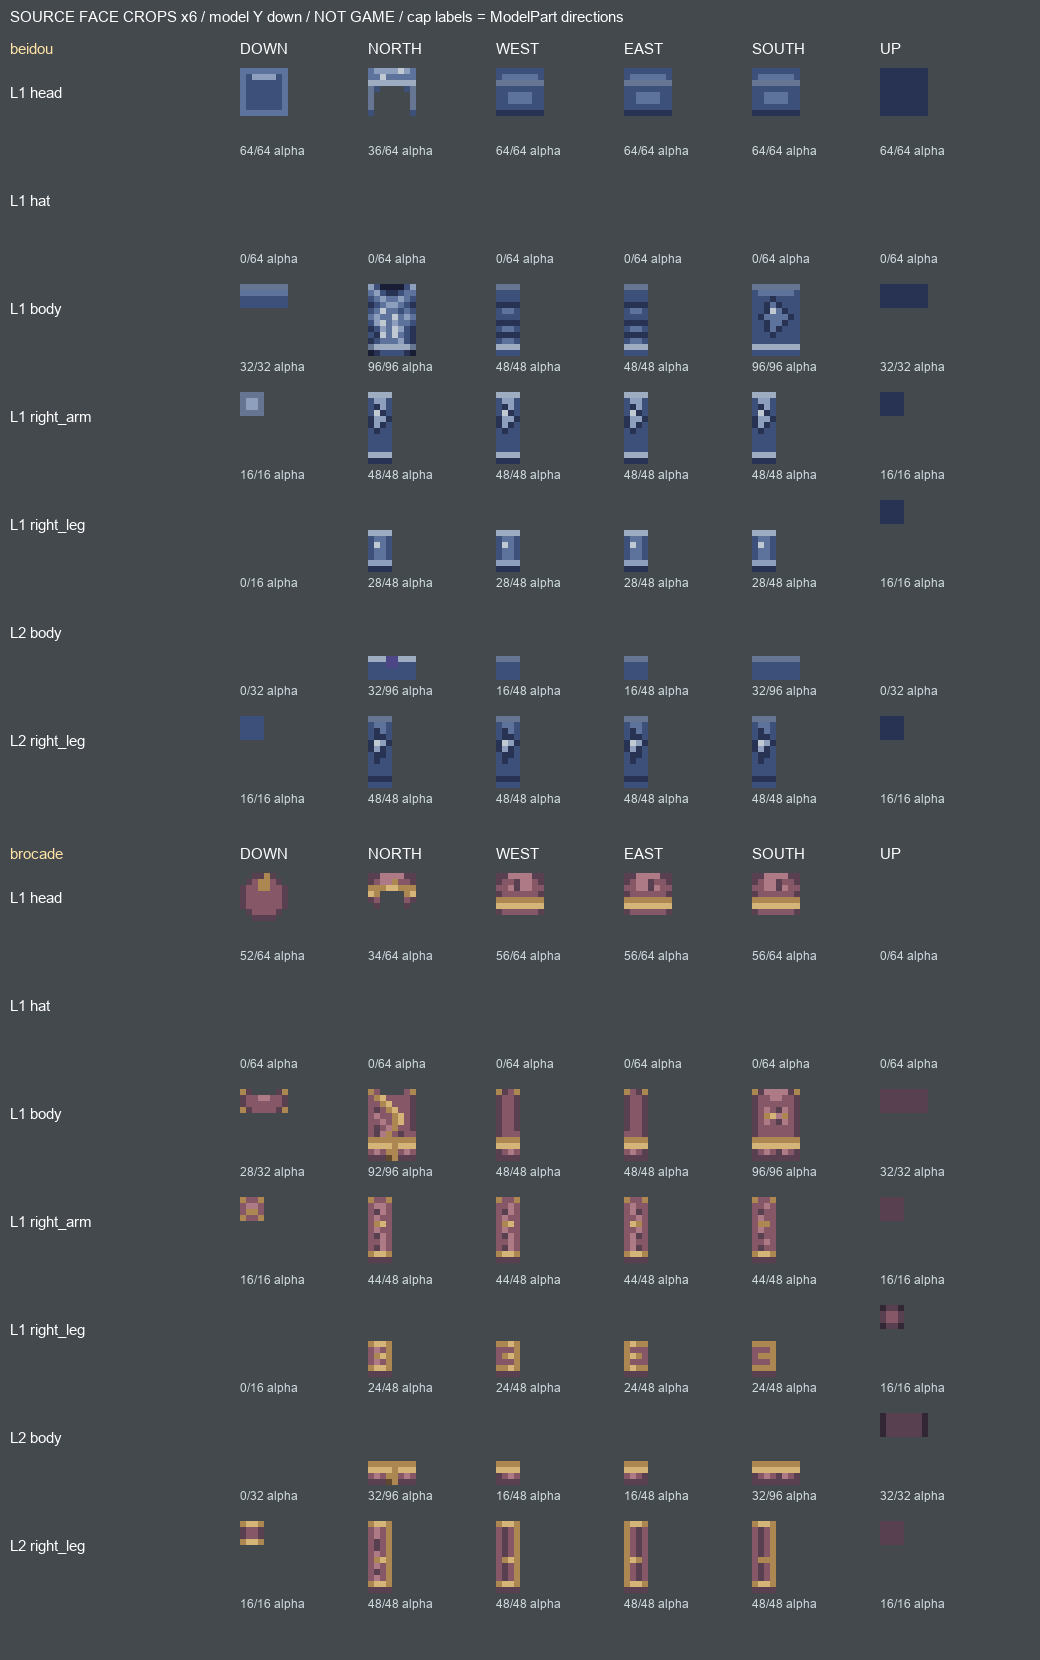 SOURCE FACE CROPS x6 / model Y down / NOT GAME / cap labels = ModelPart directions
beidou DOWN NORTH WEST EAST SOUTH UP
L1 head
64/64 alpha 36/64 alpha 64/64 alpha 64/64 alpha 64/64 alpha 64/64 alpha
L1 hat
0/64 alpha 0/64 alpha 0/64 alpha 0/64 alpha 0/64 alpha 0/64 alpha
L1 body
32/32 alpha 96/96 alpha 48/48 alpha 48/48 alpha 96/96 alpha 32/32 alpha
L1 right_arm
16/16 alpha 48/48 alpha 48/48 alpha 48/48 alpha 48/48 alpha 16/16 alpha
L1 right_leg
0/16 alpha 28/48 alpha 28/48 alpha 28/48 alpha 28/48 alpha 16/16 alpha
L2 body
0/32 alpha 32/96 alpha 16/48 alpha 16/48 alpha 32/96 alpha 0/32 alpha
L2 right_leg
16/16 alpha 48/48 alpha 48/48 alpha 48/48 alpha 48/48 alpha 16/16 alpha
brocade DOWN NORTH WEST EAST SOUTH UP
L1 head
52/64 alpha 34/64 alpha 56/64 alpha 56/64 alpha 56/64 alpha 0/64 alpha
L1 hat
0/64 alpha 0/64 alpha 0/64 alpha 0/64 alpha 0/64 alpha 0/64 alpha
L1 body
28/32 alpha 92/96 alpha 48/48 alpha 48/48 alpha 96/96 alpha 32/32 alpha
L1 right_arm
16/16 alpha 44/48 alpha 44/48 alpha 44/48 alpha 44/48 alpha 16/16 alpha
L1 right_leg
0/16 alpha 24/48 alpha 24/48 alpha 24/48 alpha 24/48 alpha 16/16 alpha
L2 body
0/32 alpha 32/96 alpha 16/48 alpha 16/48 alpha 32/96 alpha 32/32 alpha
L2 right_leg
16/16 alpha 48/48 alpha 48/48 alpha 48/48 alpha 48/48 alpha 16/16 alpha